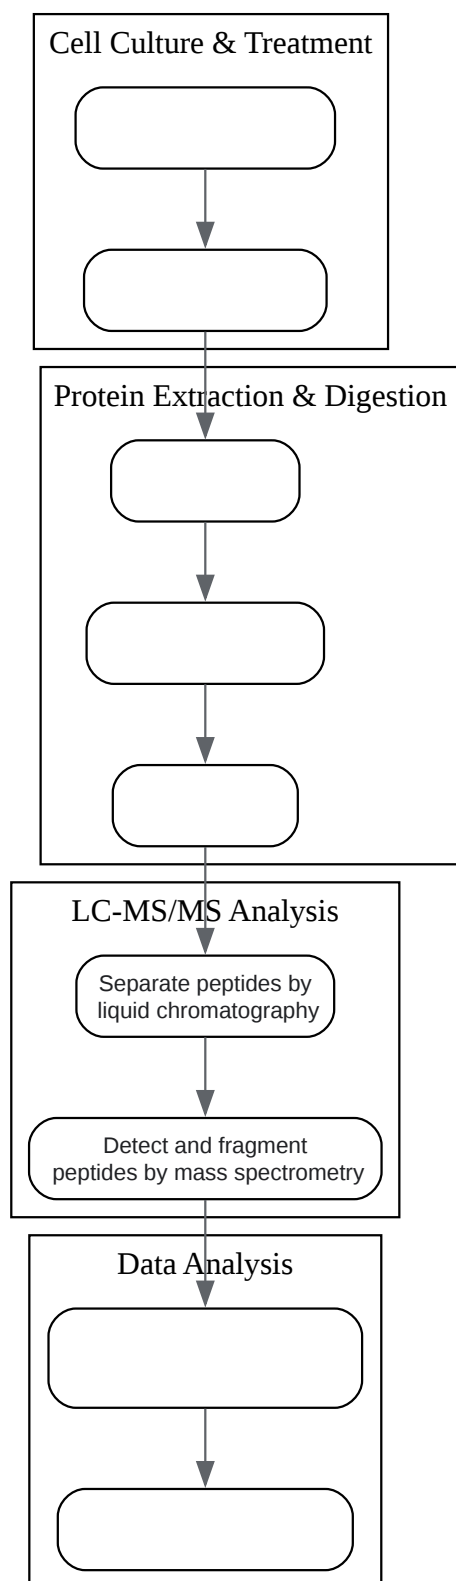 Cell Culture & Treatment
Protein Extraction & Digestion
LC-MS/MS Analysis
Separate peptides by
liquid chromatography
Detect and fragment
peptides by mass spectrometry
Data Analysis